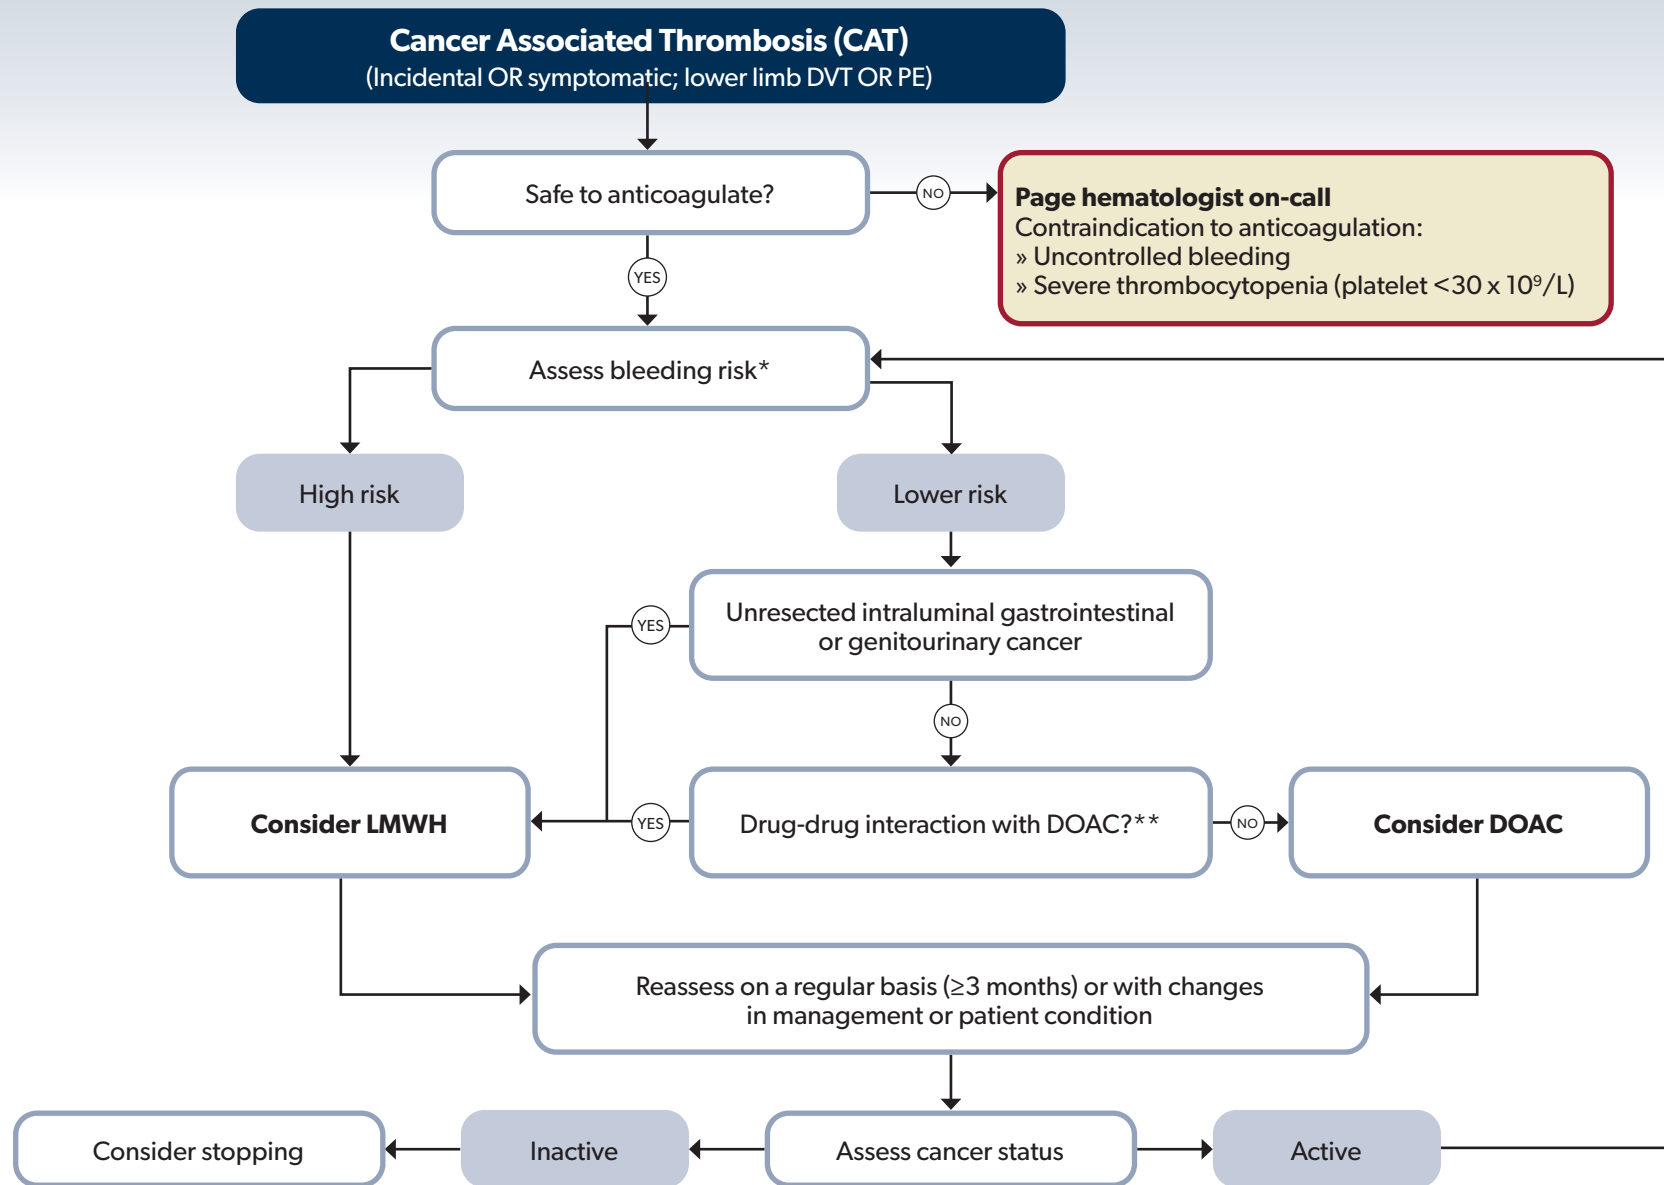 Cancer Associated Thrombosis (CAT)
(Incidental OR symptomatic; lower limb DVT OR PE)
Safe to anticoagulate?
NO
Page hematologist on-call
Contraindication to anticoagulation:
» Uncontrolled bleeding
» Severe thrombocytopenia (platelet <30 x 10⁹/L)
YES
Assess bleeding risk*
High risk
Lower risk
Unresected intraluminal gastrointestinal
or genitourinary cancer
YES
NO
Consider LMWH
YES
Drug-drug interaction with DOAC?**
NO
Consider DOAC
Reassess on a regular basis (≥3 months) or with changes
in management or patient condition
Consider stopping
Inactive
Assess cancer status
Active